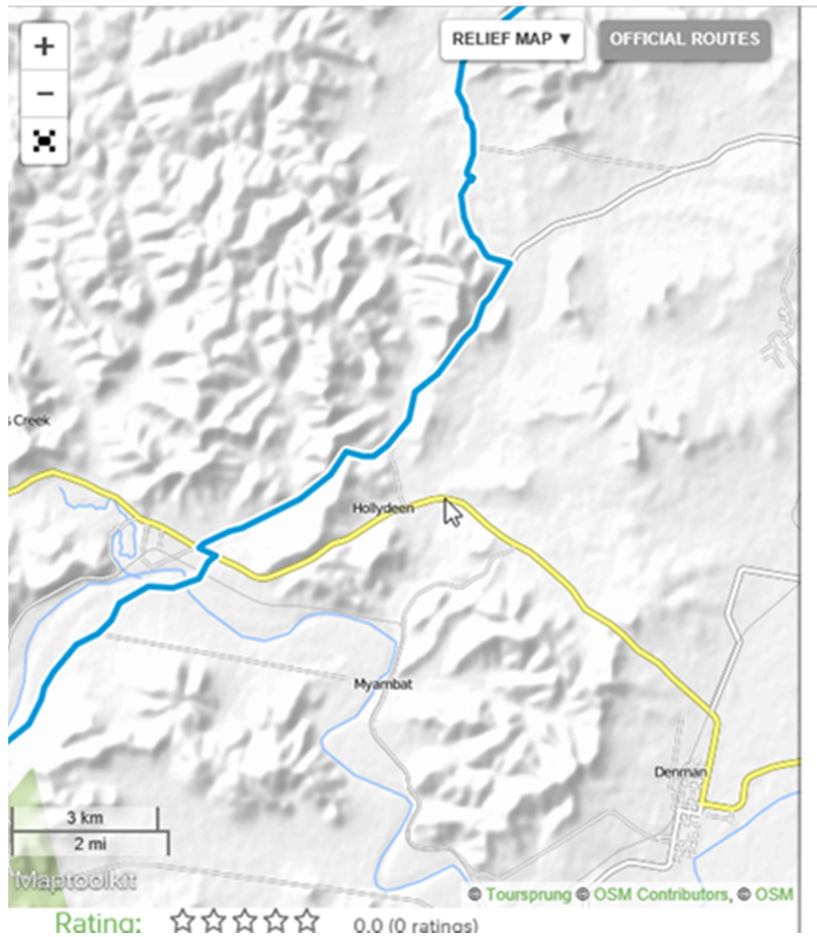 +
RELIEF MAP ▼
OFFICIAL ROUTES
−
s Creek
Hollydeen
Myambat
Denman
3 km
2 mi
Maptoolkit
© Toursprung © OSM Contributors, © OSM
Rating:
0.0 (0 ratings)